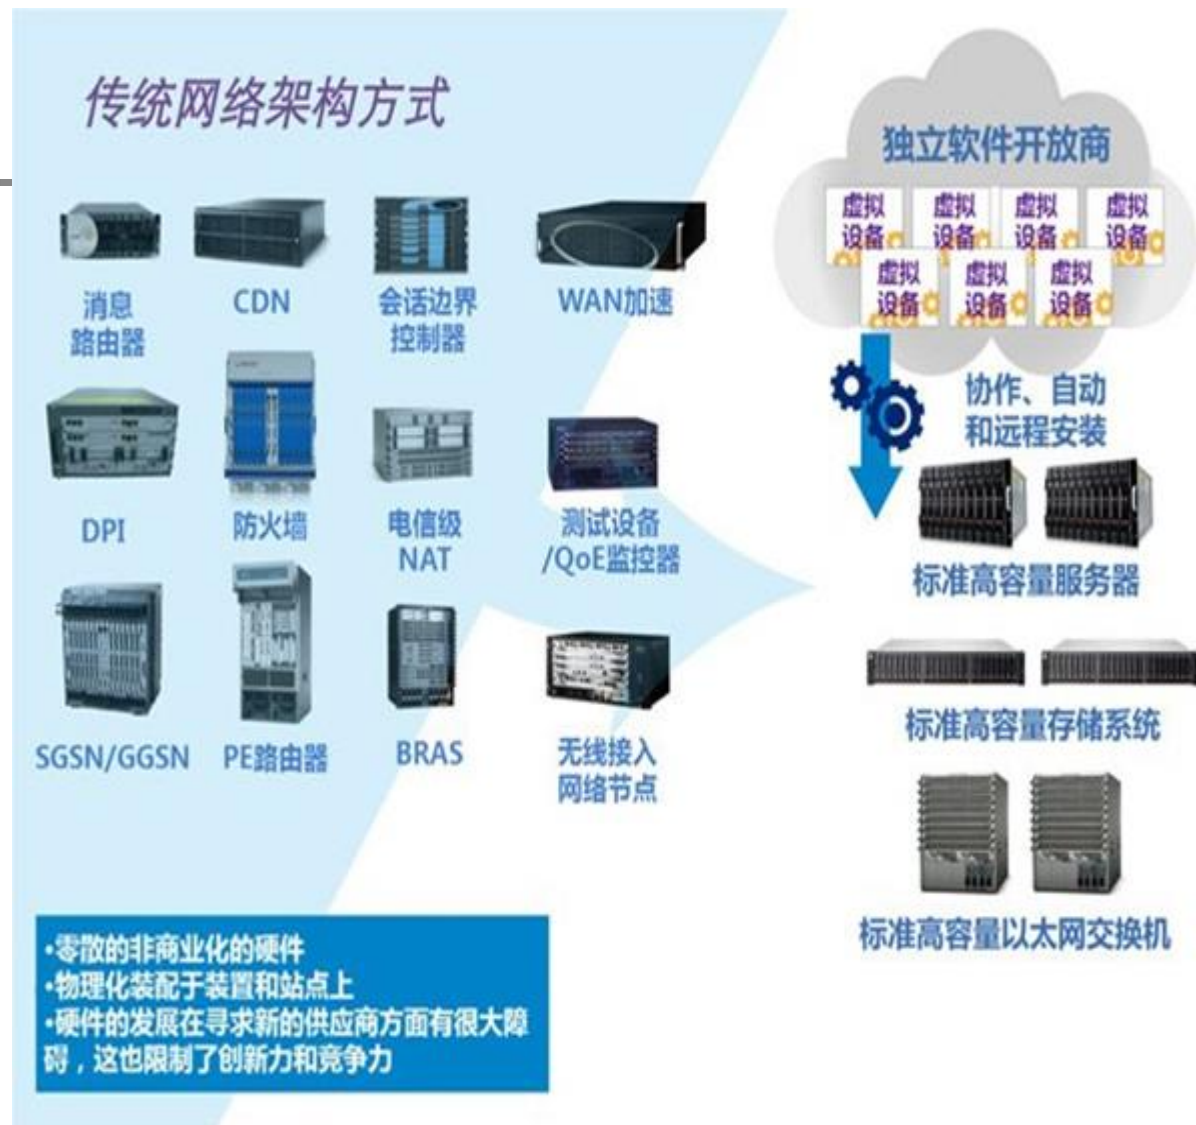 传统网络架构方式
消息
路由器
CDN
会话边界
控制器
WAN加速
DPI
防火墙
电信级
NAT
测试设备
/QoE监控器
SGSN/GGSN
PE路由器
BRAS
无线接入
网络节点
•零散的非商业化的硬件
•物理化装配于装置和站点上
•硬件的发展在寻求新的供应商方面有很大障
碍，这也限制了创新力和竞争力
独立软件开放商
虚拟
设备
虚拟
设备
虚拟
设备
虚拟
设备
虚拟
设备
虚拟
设备
虚拟
设备
协作、自动
和远程安装
标准高容量服务器
标准高容量存储系统
标准高容量以太网交换机